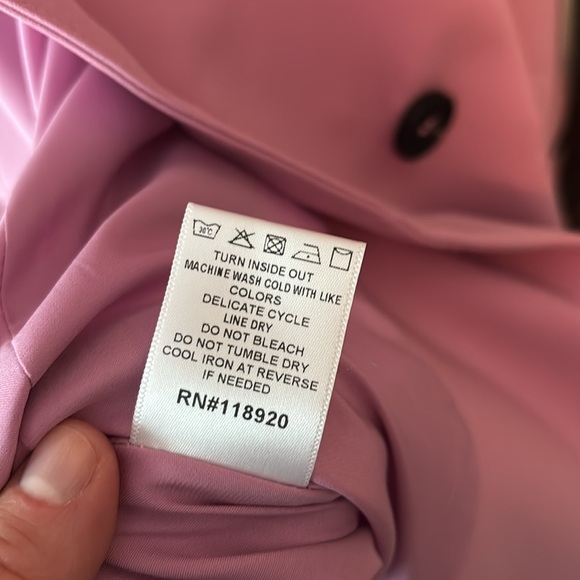 30°C
TURN INSIDE OUT
MACHINE WASH COLD WITH LIKE
COLORS
DELICATE CYCLE
LINE DRY
DO NOT BLEACH
DO NOT TUMBLE DRY
COOL IRON AT REVERSE
IF NEEDED
RN#118920